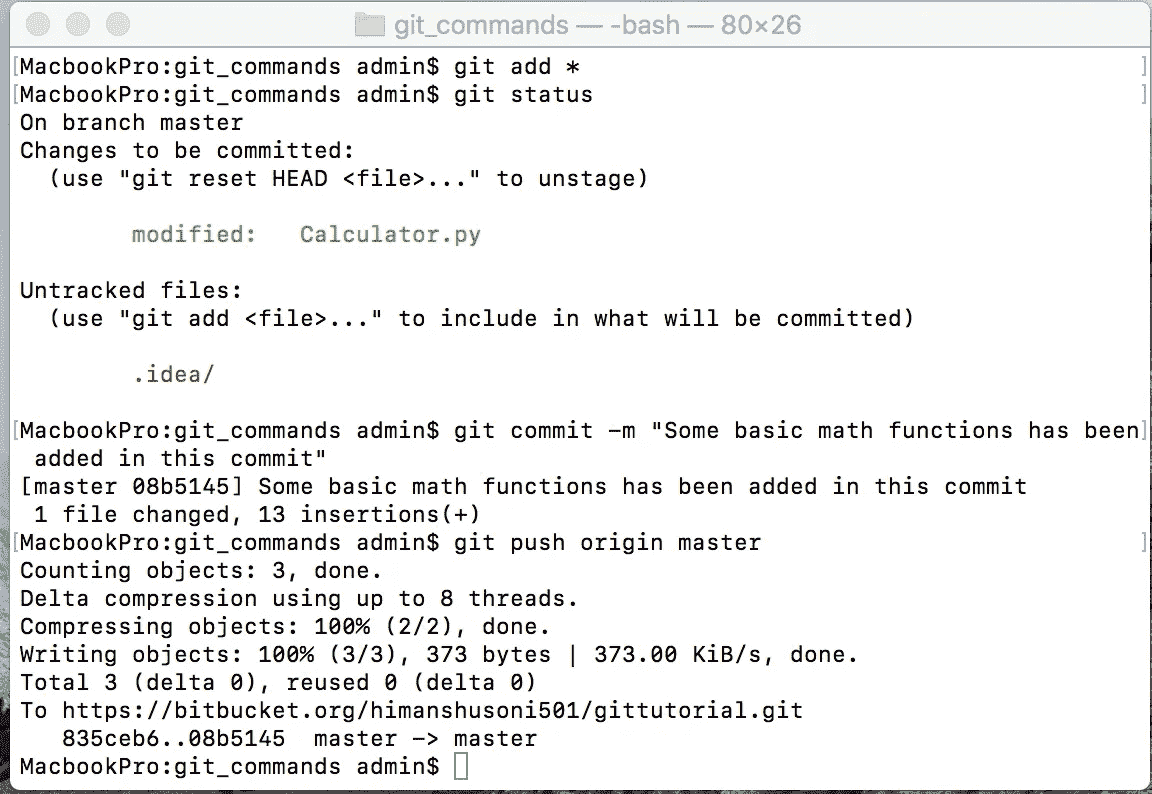 git_commands — -bash — 80×26
[MacbookPro:git_commands admin$ git add * ]
[MacbookPro:git_commands admin$ git status ]
On branch master
Changes to be committed:
  (use "git reset HEAD <file>..." to unstage)
        modified:   Calculator.py
Untracked files:
  (use "git add <file>..." to include in what will be committed)
        .idea/
[MacbookPro:git_commands admin$ git commit -m "Some basic math functions has been]
 added in this commit"
[master 08b5145] Some basic math functions has been added in this commit
 1 file changed, 13 insertions(+)
[MacbookPro:git_commands admin$ git push origin master ]
Counting objects: 3, done.
Delta compression using up to 8 threads.
Compressing objects: 100% (2/2), done.
Writing objects: 100% (3/3), 373 bytes | 373.00 KiB/s, done.
Total 3 (delta 0), reused 0 (delta 0)
To https://bitbucket.org/himanshusoni501/gittutorial.git
   835ceb6..08b5145  master -> master
MacbookPro:git_commands admin$